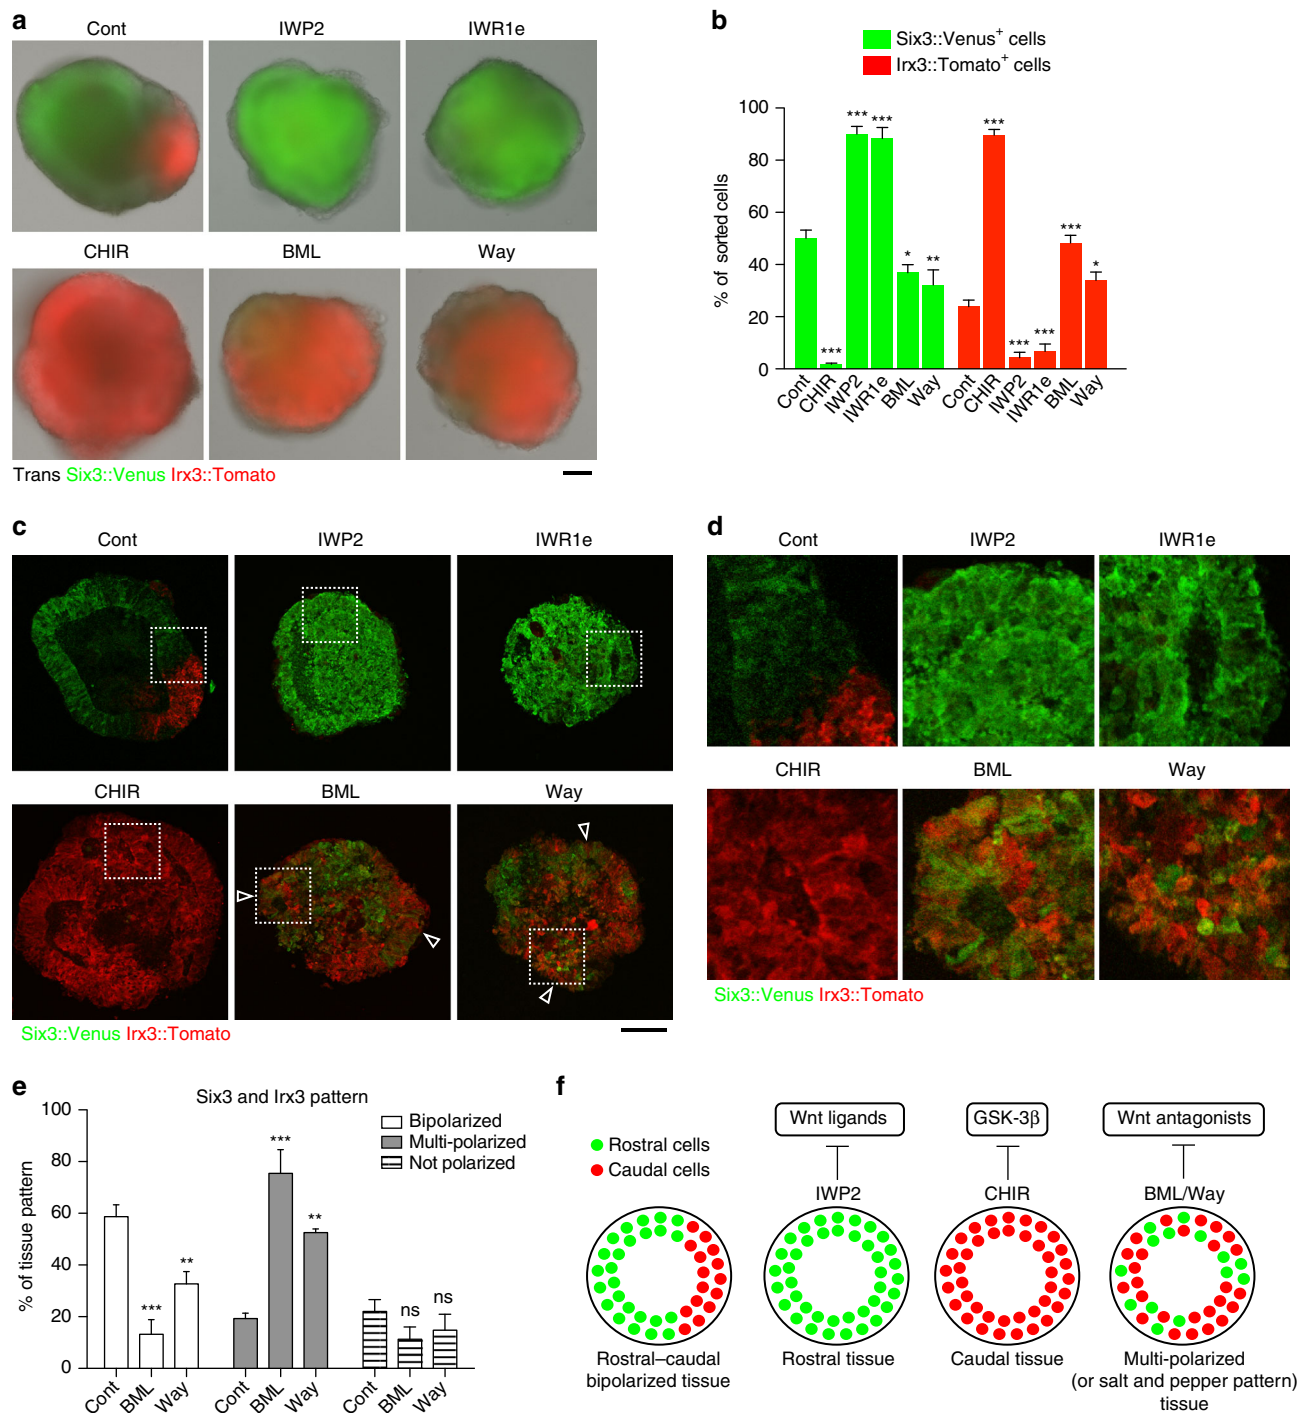 a
Cont IWP2 IWR1e
CHIR BML Way
Trans Six3::Venus Irx3::Tomato
b
Six3::Venus+ cells
Irx3::Tomato+ cells
% of sorted cells
100
80
60
40
20
0
*** *** *** * ** *** *** *** *** *
Cont CHIR IWP2 IWR1e BML Way Cont CHIR IWP2 IWR1e BML Way
c
Cont IWP2 IWR1e
CHIR BML Way
Six3::Venus Irx3::Tomato
d
Cont IWP2 IWR1e
CHIR BML Way
Six3::Venus Irx3::Tomato
e
Six3 and Irx3 pattern
Bipolarized
Multi-polarized
Not polarized
% of tissue pattern
100
80
60
40
20
0
*** ** *** ** ns ns
Cont BML Way Cont BML Way Cont BML Way
f
Rostral cells
Caudal cells
Wnt ligands GSK-3β Wnt antagonists
IWP2 CHIR BML/Way
Rostral–caudal
bipolarized tissue
Rostral tissue
Caudal tissue
Multi-polarized
(or salt and pepper pattern)
tissue